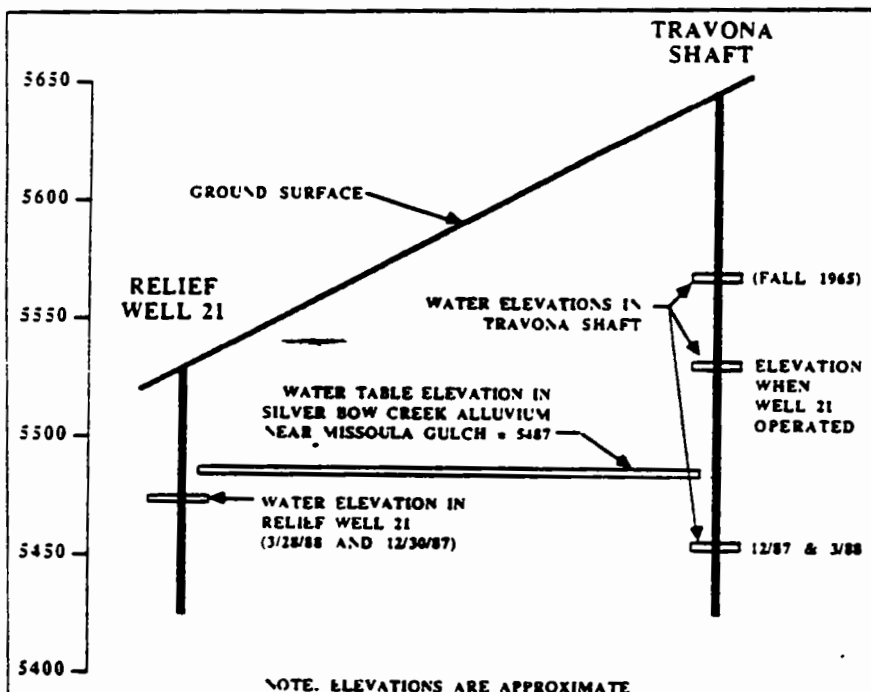 TRAVONA
SHAFT
5650
5600
5550
5500
5450
5400
GROUND SURFACE
RELIEF
WELL 21
WATER ELEVATIONS IN
TRAVONA SHAFT
(FALL 1965)
ELEVATION
WHEN
WELL 21
OPERATED
WATER TABLE ELEVATION IN
SILVER BOW CREEK ALLUVIUM
NEAR MISSOULA GULCH = 5487
WATER ELEVATION IN
RELIEF WELL 21
(3/28/88 AND 12/30/87)
12/87 & 3/88
NOTE. ELEVATIONS ARE APPROXIMATE